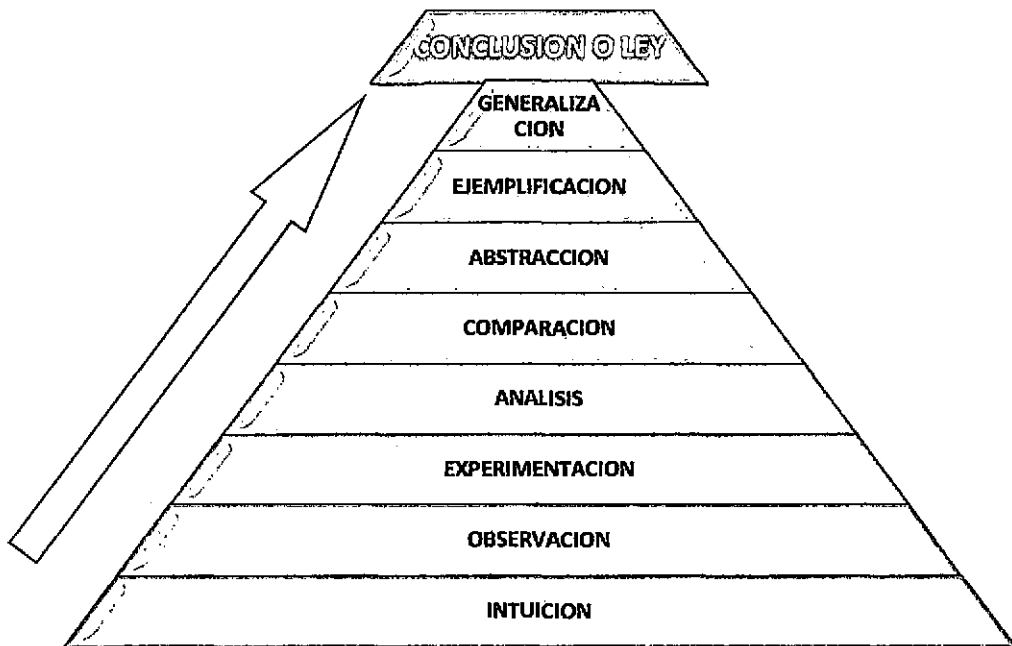 CONCLUSION O LEY
GENERALIZA
CION
EJEMPLIFICACION
ABSTRACCION
COMPARACION
ANALISIS
EXPERIMENTACION
OBSERVACION
INTUICION